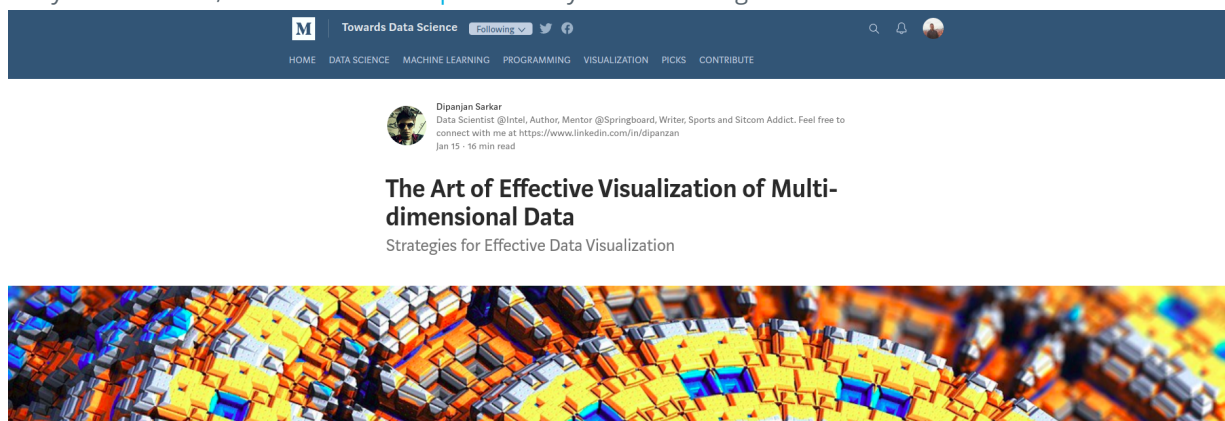 M Towards Data Science Following
HOME DATA SCIENCE MACHINE LEARNING PROGRAMMING VISUALIZATION PICKS CONTRIBUTE
Dipanjan Sarkar
Data Scientist @Intel, Author, Mentor @Springboard, Writer, Sports and Sitcom Addict. Feel free to
connect with me at https://www.linkedin.com/in/dipanzan
Jan 15 · 16 min read
The Art of Effective Visualization of Multi-
dimensional Data
Strategies for Effective Data Visualization